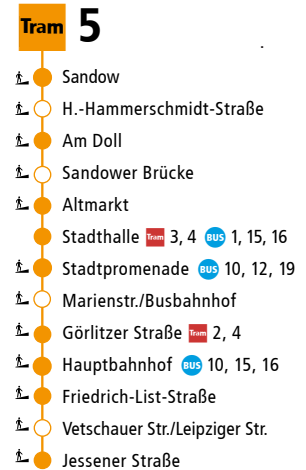 Tram 5
Sandow
H.-Hammerschmidt-Straße
Am Doll
Sandower Brücke
Altmarkt
Stadthalle Tram 3, 4 BUS 1, 15, 16
Stadtpromenade BUS 10, 12, 19
Marienstr./Busbahnhof
Görlitzer Straße Tram 2, 4
Hauptbahnhof BUS 10, 15, 16
Friedrich-List-Straße
Vetschauer Str./Leipziger Str.
Jessener Straße